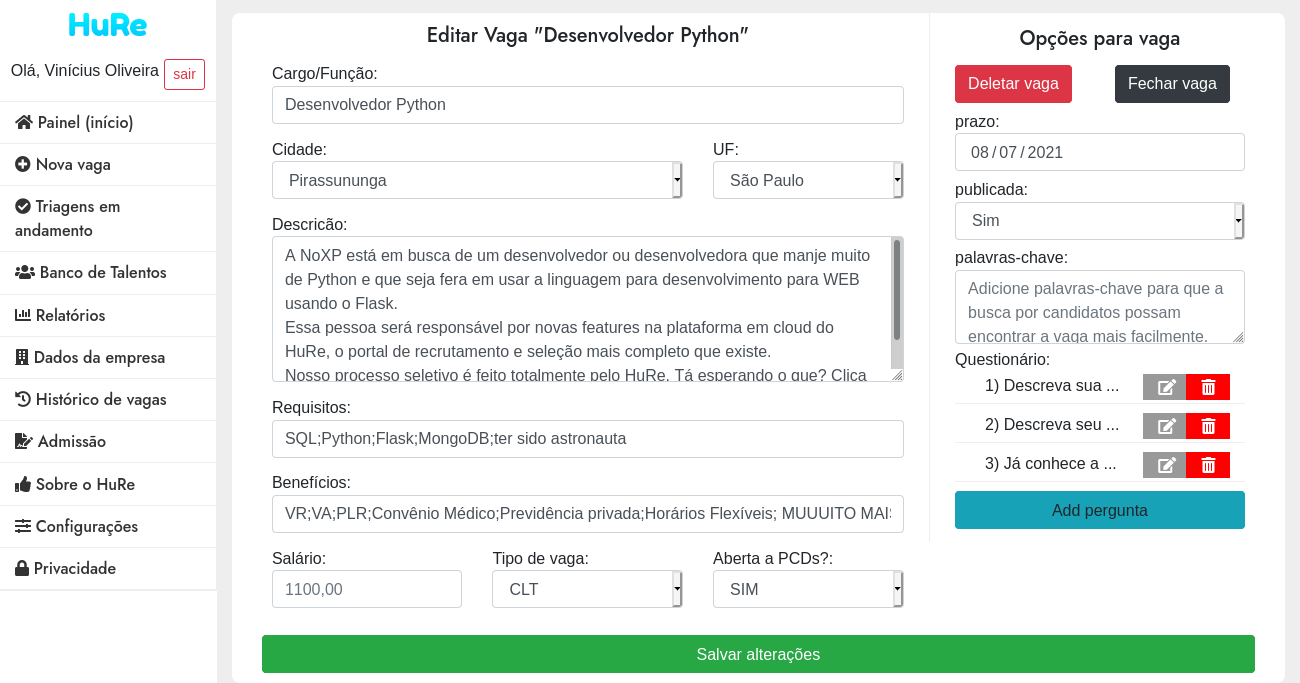 HuRe
Olá, Vinícius Oliveira sair
Painel (início)
Nova vaga
Triagens em
andamento
Banco de Talentos
Relatórios
Dados da empresa
Histórico de vagas
Admissão
Sobre o HuRe
Configurações
Privacidade
Editar Vaga "Desenvolvedor Python"
Cargo/Função:
Desenvolvedor Python
Cidade: UF:
Pirassununga São Paulo
Descricão:
A NoXP está em busca de um desenvolvedor ou desenvolvedora que manje muito
de Python e que seja fera em usar a linguagem para desenvolvimento para WEB
usando o Flask.
Essa pessoa será responsável por novas features na plataforma em cloud do
HuRe, o portal de recrutamento e seleção mais completo que existe.
Nosso processo seletivo é feito totalmente pelo HuRe. Tá esperando o que? Clica
Requisitos:
SQL;Python;Flask;MongoDB;ter sido astronauta
Benefícios:
VR;VA;PLR;Convênio Médico;Previdência privada;Horários Flexíveis; MUUUITO MAIS
Salário: Tipo de vaga: Aberta a PCDs?:
1100,00 CLT SIM
Opções para vaga
Deletar vaga Fechar vaga
prazo:
08/07/2021
publicada:
Sim
palavras-chave:
Adicione palavras-chave para que a
busca por candidatos possam
encontrar a vaga mais facilmente.
Questionário:
1) Descreva sua ...
2) Descreva seu ...
3) Já conhece a ...
Add pergunta
Salvar alterações